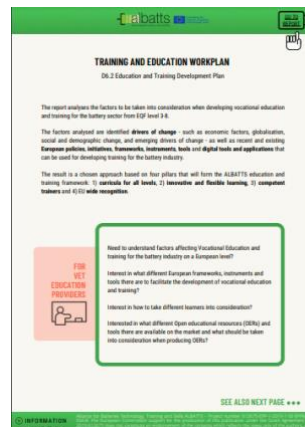 albatts
GO TO
REPORT
TRAINING AND EDUCATION WORKPLAN
D6.2 Education and Training Development Plan
The report analyses the factors to be taken into consideration when developing vocational education
and training for the battery sector from EQF level 3-8.
The factors analysed are identified drivers of change - such as economic factors, globalisation,
social and demographic change, and emerging drivers of change - as well as recent and existing
European policies, initiatives, frameworks, instruments, tools and digital tools and applications that
can be used for developing training for the battery industry.
The result is a chosen approach based on four pillars that will form the ALBATTS education and
training framework: 1) curricula for all levels, 2) innovative and flexible learning, 3) competent
trainers and 4) EU wide recognition.
FOR
VET
EDUCATION
PROVIDERS
Need to understand factors affecting Vocational Education and
training for the battery industry on a European level?
Interest in what different European frameworks, instruments and
tools there are to facilitate the development of vocational education
and training?
Interest in how to take different learners into consideration?
Interested in what different Open educational resources (OERs) and
tools there are available on the market and what should be taken
into consideration when producing OERs?
SEE ALSO NEXT PAGE
INFORMATION